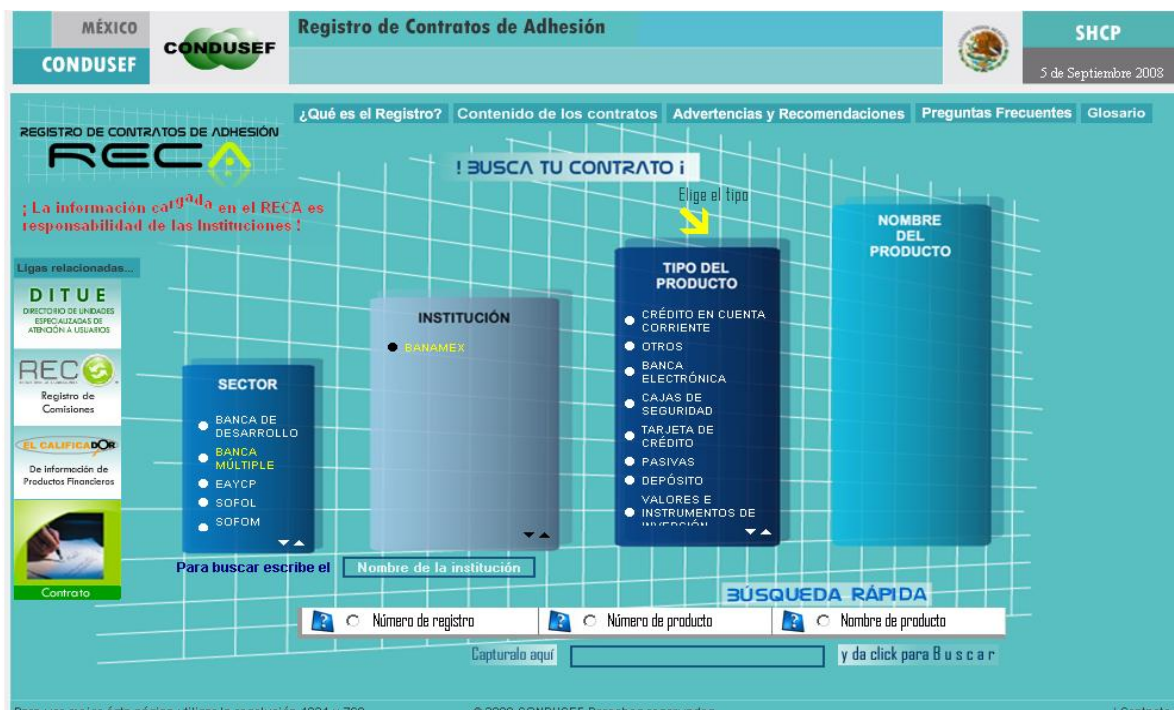 MÉXICO
CONDUSEF
CONDUSEF
Registro de Contratos de Adhesión
SHCP
5 de Septiembre 2008
¿Qué es el Registro?
Contenido de los contratos
Advertencias y Recomendaciones
Preguntas Frecuentes
Glosario
REGISTRO DE CONTRATOS DE ADHESIÓN
RECA
¡ La información cargada en el RECA es
responsabilidad de las Instituciones !
! BUSCA TU CONTRATO ¡
Elige el tipo
Ligas relacionadas...
DITUE
DIRECTORIO DE UNIDADES
ESPECIALIZADAS DE
ATENCIÓN A USUARIOS
RECO
Registro de
Comisiones
EL CALIFICADOR
De información de
Productos Financieros
Contrato
SECTOR
BANCA DE
DESARROLLO
BANCA
MÚLTIPLE
EAYCP
SOFOL
SOFOM
INSTITUCIÓN
BANAMEX
TIPO DEL
PRODUCTO
CRÉDITO EN CUENTA
CORRIENTE
OTROS
BANCA
ELECTRÓNICA
CAJAS DE
SEGURIDAD
TARJETA DE
CRÉDITO
PASIVAS
DEPÓSITO
VALORES E
INSTRUMENTOS DE
INVERSIÓN
NOMBRE
DEL
PRODUCTO
Para buscar escribe el
Nombre de la institución
BÚSQUEDA RÁPIDA
Número de registro
Número de producto
Nombre de producto
Capturalo aquí
y da click para B u s c a r